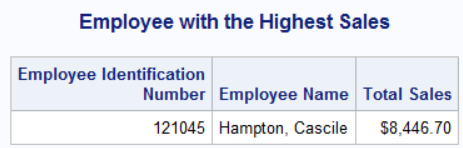 Employee with the Highest Sales
Employee Identification
Number Employee Name Total Sales
121045 Hampton, Cascile $8,446.70